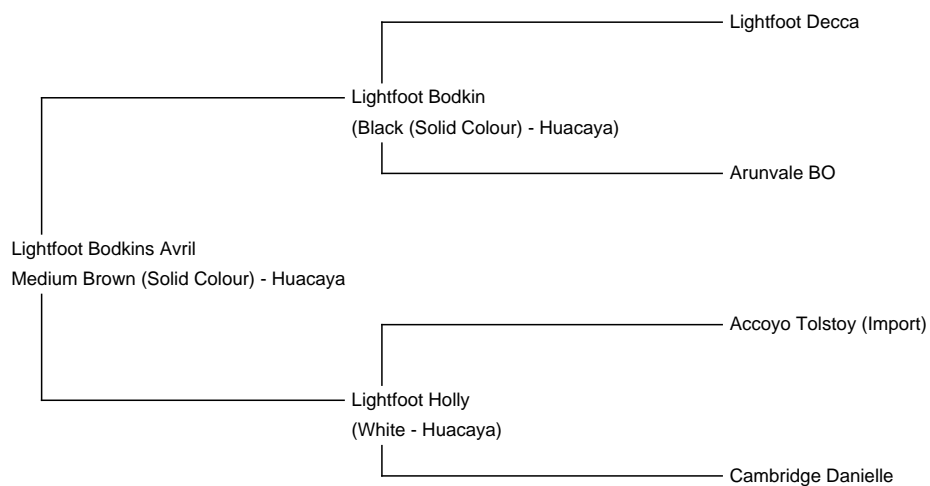 Lightfoot Decca
Lightfoot Bodkin
(Black (Solid Colour) - Huacaya)
Arunvale BO
Lightfoot Bodkins Avril
Medium Brown (Solid Colour) - Huacaya
Accoyo Tolstoy (Import)
Lightfoot Holly
(White - Huacaya)
Cambridge Danielle